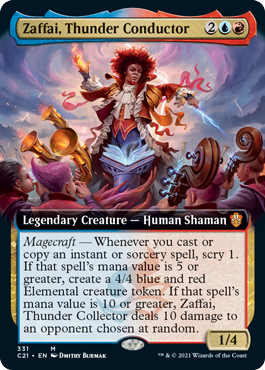 Zaffai, Thunder Conductor 2
Legendary Creature — Human Shaman
Magecraft — Whenever you cast or
copy an instant or sorcery spell, scry 1.
If that spell's mana value is 5 or
greater, create a 4/4 blue and red
Elemental creature token. If that spell's
mana value is 10 or greater, Zaffai,
Thunder Collector deals 10 damage to
an opponent chosen at random.
1/4
331 M
C21 • EN Dmitry Burmak
™ & © 2021 Wizards of the Coast